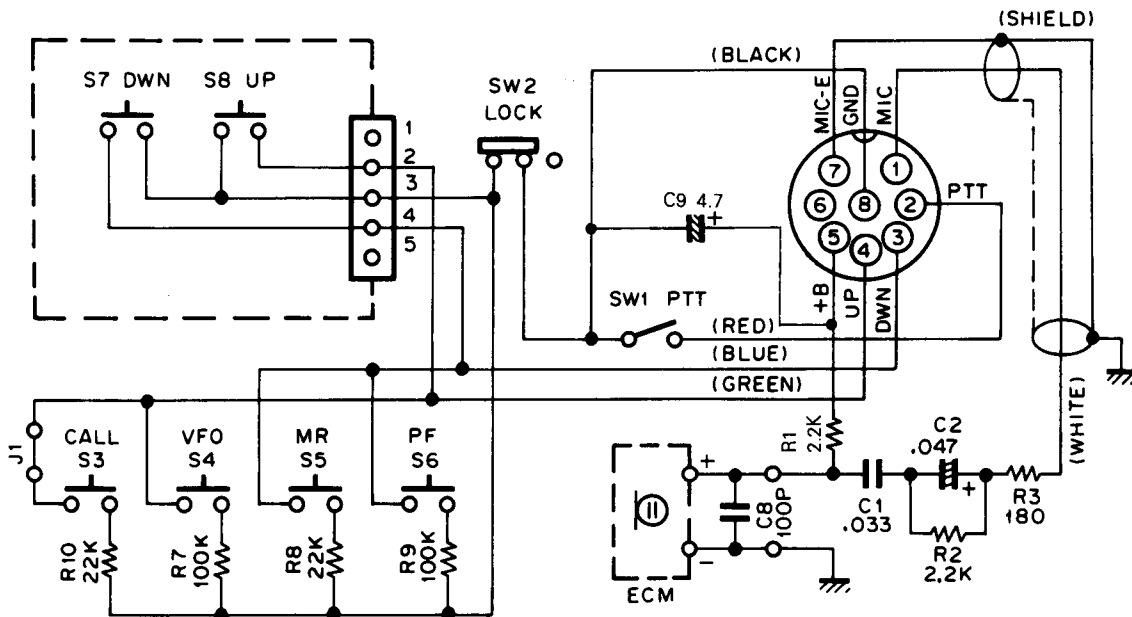 (SHIELD)
(BLACK)
S7 DWN
S8 UP
SW2
LOCK
MIC-E
GND
MIC
1
2
3
4
5
7
1
6
8
2
5
4
3
PTT
C9 4.7
+
+B
UP
DWN
SW1 PTT
(RED)
(BLUE)
(GREEN)
(WHITE)
J1
CALL
S3
VFO
S4
MR
S5
PF
S6
R10
22K
R7
100K
R8
22K
R9
100K
R1
2.2K
+
-
ECM
C8
100P
C1
.033
C2
.047
+
R2
2.2K
R3
180